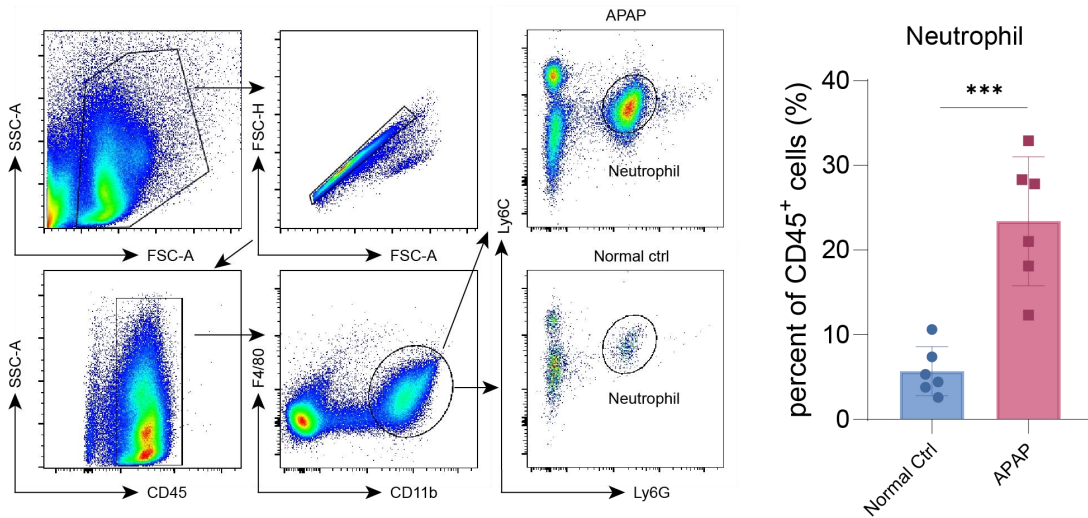 APAP
SSC-A
FSC-H
Neutrophil
FSC-A
FSC-A
Ly6C
Normal ctrl
SSC-A
F4/80
Neutrophil
CD45
CD11b
Ly6G
Neutrophil
***
percent of CD45+ cells (%)
40
30
20
10
0
Normal Ctrl
APAP